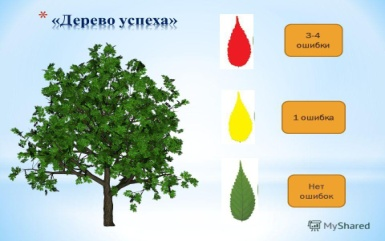 * «Дерево успеха»
3-4
ошибки
1 ошибка
Нет
ошибок
MyShared